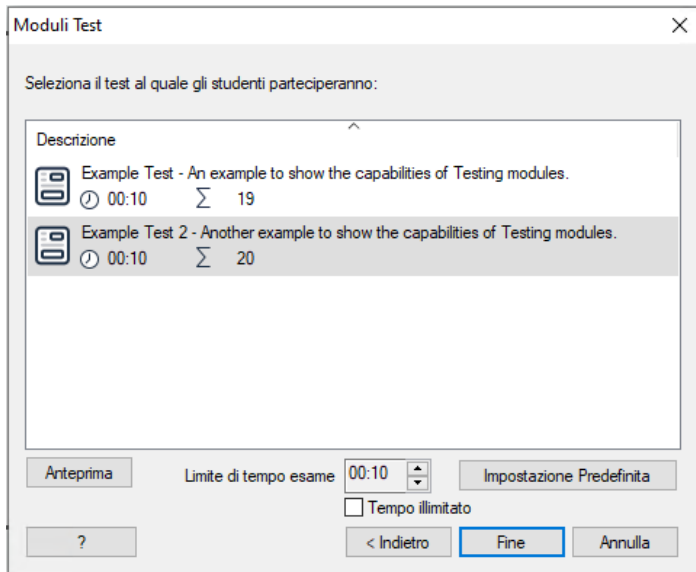 Moduli Test
Seleziona il test al quale gli studenti parteciperanno:
Descrizione
Example Test - An example to show the capabilities of Testing modules.
00:10 Σ 19
Example Test 2 - Another example to show the capabilities of Testing modules.
00:10 Σ 20
Anteprima Limite di tempo esame 00:10 Impostazione Predefinita
Tempo illimitato
? < Indietro Fine Annulla